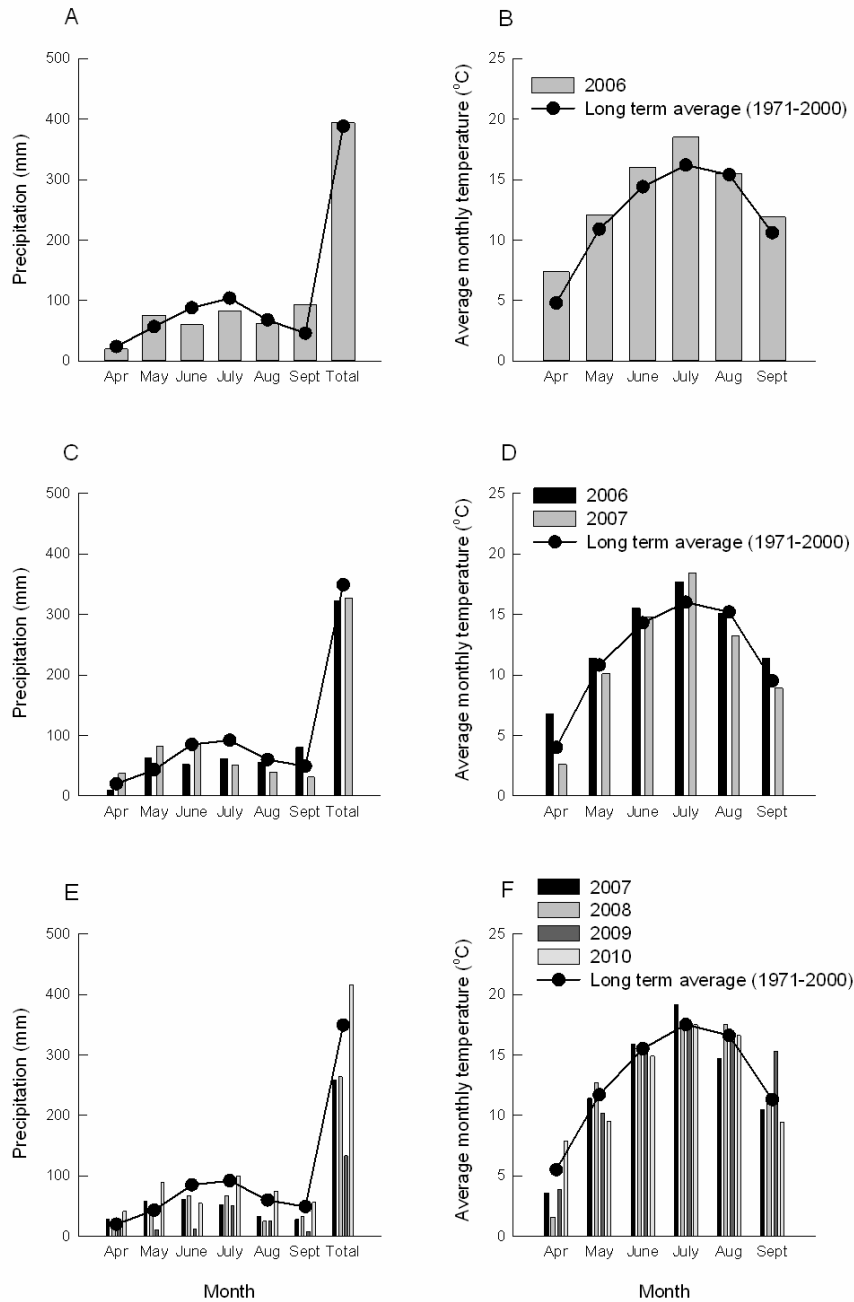 A
500
400
300
200
100
0
Precipitation (mm)
Apr May June July Aug Sept Total
B
25
20
15
10
5
0
Average monthly temperature (⁰C)
2006
Long term average (1971-2000)
Apr May June July Aug Sept
C
500
400
300
200
100
0
Precipitation (mm)
Apr May June July Aug Sept Total
D
25
20
15
10
5
0
Average monthly temperature (⁰C)
2006
2007
Long term average (1971-2000)
Apr May June July Aug Sept
E
500
400
300
200
100
0
Precipitation (mm)
Apr May June July Aug Sept Total
Month
F
25
20
15
10
5
0
Average monthly temperature (⁰C)
2007
2008
2009
2010
Long term average (1971-2000)
Apr May June July Aug Sept
Month